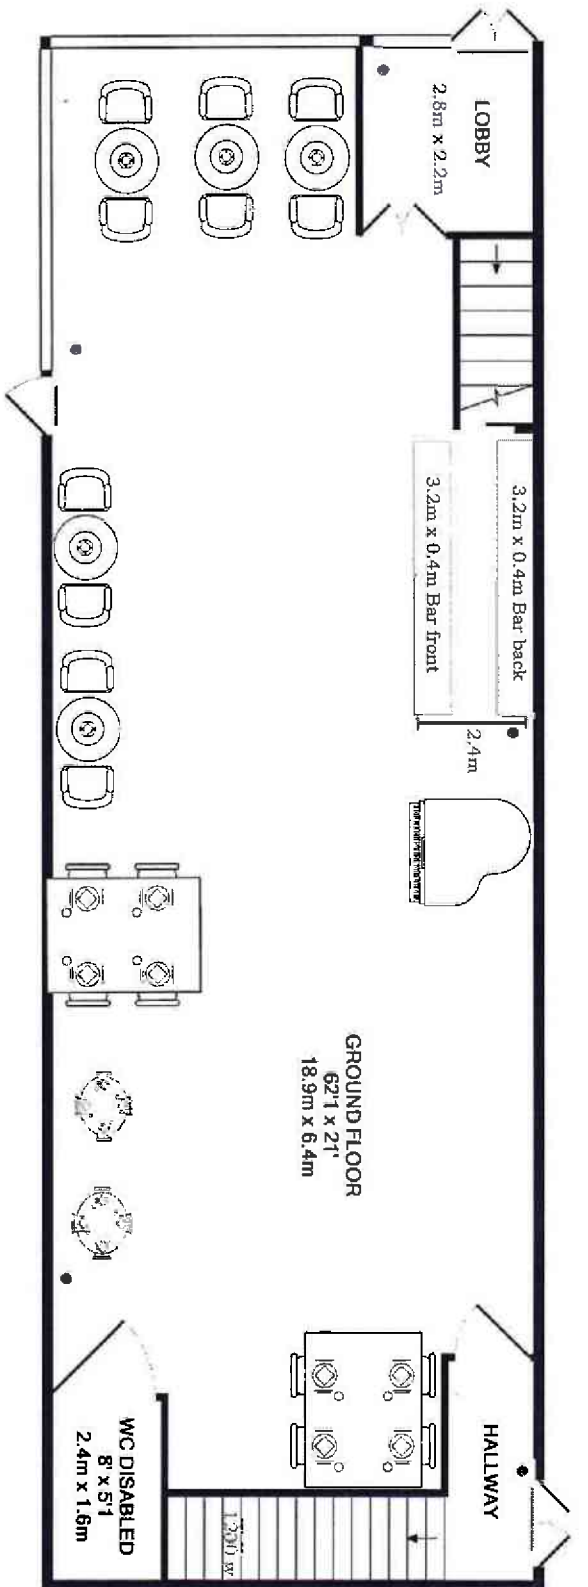 LOBBY
2.8m x 2.2m
3.2m x 0.4m Bar back
3.2m x 0.4m Bar front
2.4m
GROUND FLOOR
62'1 x 21'
18.9m x 6.4m
HALLWAY
WC DISABLED
8' x 5'1
2.4m x 1.6m
1200 w